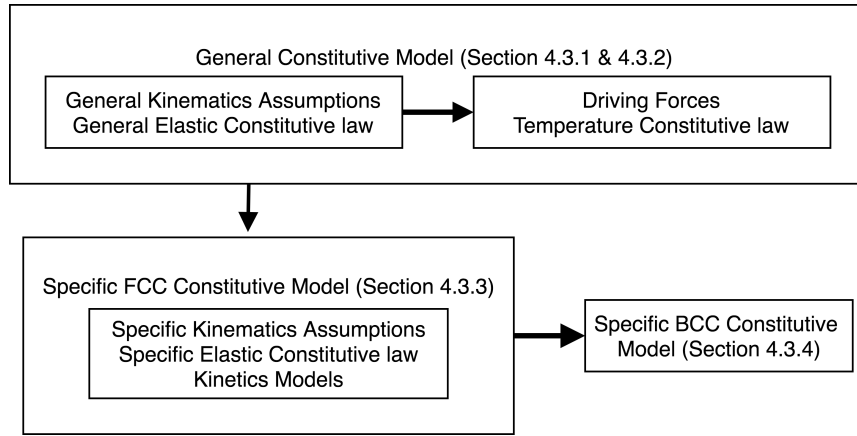 General Constitutive Model (Section 4.3.1 & 4.3.2)
General Kinematics Assumptions
General Elastic Constitutive law
Driving Forces
Temperature Constitutive law
Specific FCC Constitutive Model (Section 4.3.3)
Specific Kinematics Assumptions
Specific Elastic Constitutive law
Kinetics Models
Specific BCC Constitutive
Model (Section 4.3.4)